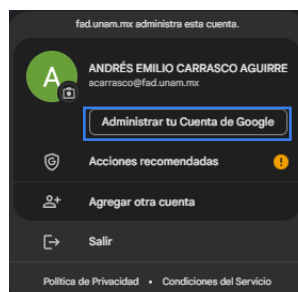 fad.unam.mx administra esta cuenta.
A
ANDRÉS EMILIO CARRASCO AGUIRRE
acarrasco@fad.unam.mx
Administrar tu Cuenta de Google
Acciones recomendadas
Agregar otra cuenta
Salir
Política de Privacidad • Condiciones del Servicio